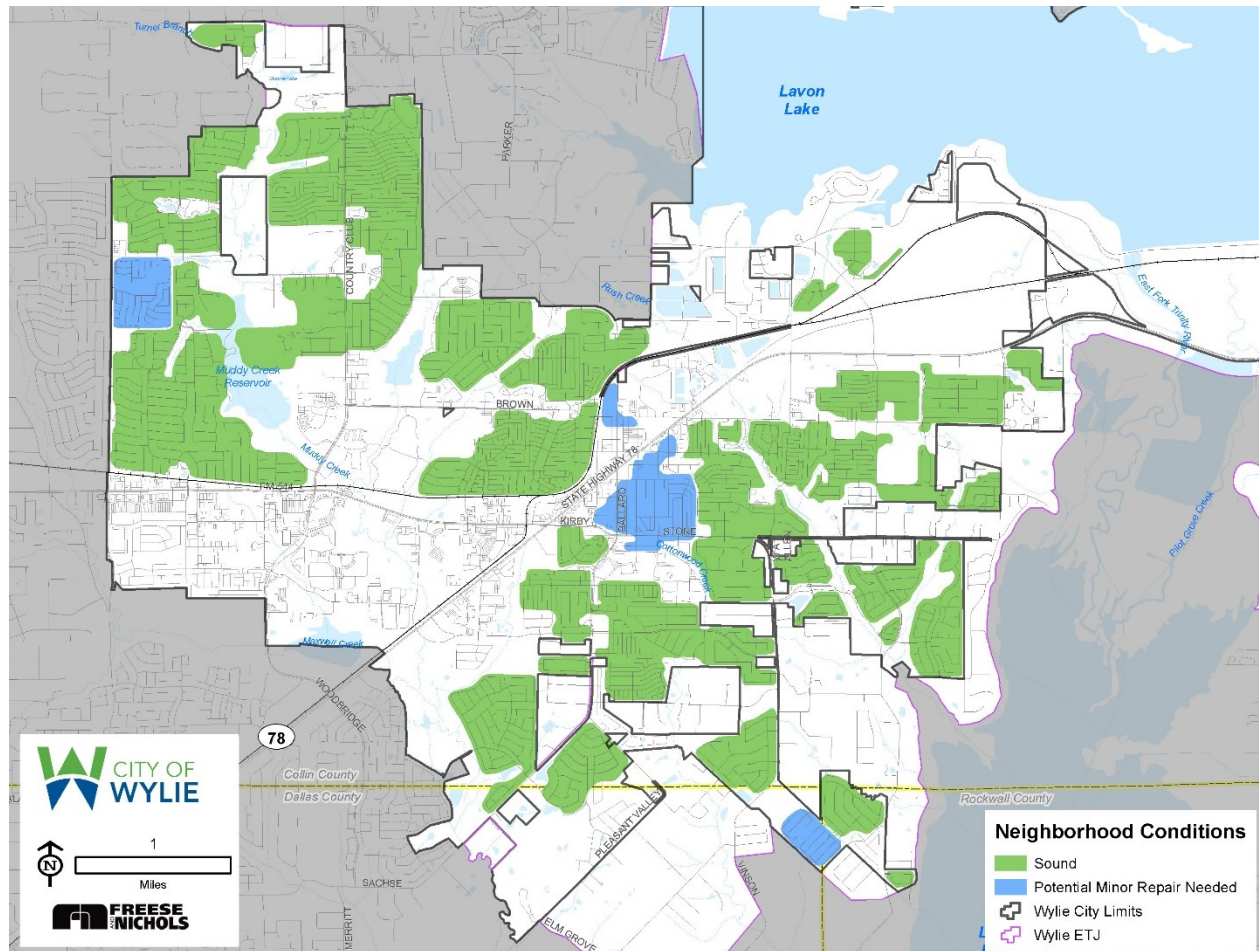 Turner Branch
PARKER
Lavon
Lake
COUNTRY CLUB
Rush Creek
East Fork Trinity River
Muddy Creek
Reservoir
BROWN
Muddy Creek
FM 544
STATE HIGHWAY 78
BALLARD
KIRBY
STONE
Cottonwood Creek
Pilot Grove Creek
Maxwell Creek
WOODBRIDGE
78
Collin County
Dallas County
Rockwall County
PLEASANT VALLEY
VINSON
SACHSE
MERRITT
ELM GROVE
CITY OF
WYLIE
N
1
Miles
FREESE
AND
NICHOLS
Neighborhood Conditions
Sound
Potential Minor Repair Needed
Wylie City Limits
Wylie ETJ